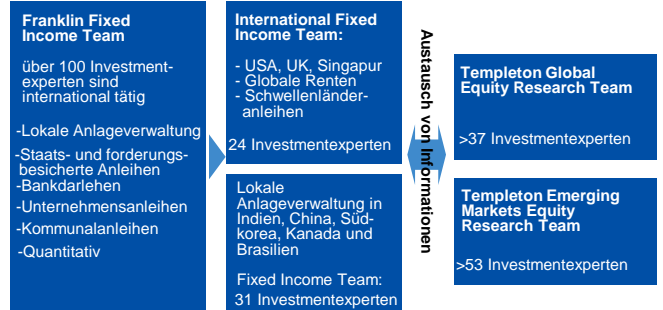 Franklin Fixed
Income Team
über 100 Investment-
experten sind
international tätig
-Lokale Anlageverwaltung
-Staats- und forderungs-
besicherte Anleihen
-Bankdarlehen
-Unternehmensanleihen
-Kommunalanleihen
-Quantitativ
International Fixed
Income Team:
- USA, UK, Singapur
- Globale Renten
- Schwellenländer-
anleihen
24 Investmentexperten
Lokale
Anlageverwaltung in
Indien, China, Süd-
korea, Kanada und
Brasilien
Fixed Income Team:
31 Investmentexperten
Austausch von Informationen
Templeton Global
Equity Research Team
>37 Investmentexperten
Templeton Emerging
Markets Equity
Research Team
>53 Investmentexperten